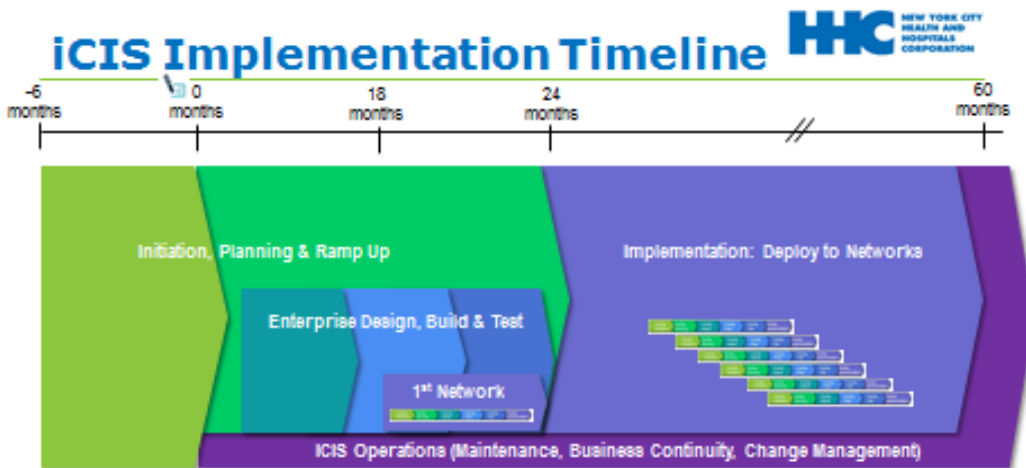 iCIS Implementation Timeline
HHC
NEW YORK CITY
HEALTH AND
HOSPITALS
CORPORATION
-6 months
0 months
18 months
24 months
60 months
Initiation, Planning & Ramp Up
Implementation: Deploy to Networks
Enterprise Design, Build & Test
1st Network
ICIS Operations (Maintenance, Business Continuity, Change Management)